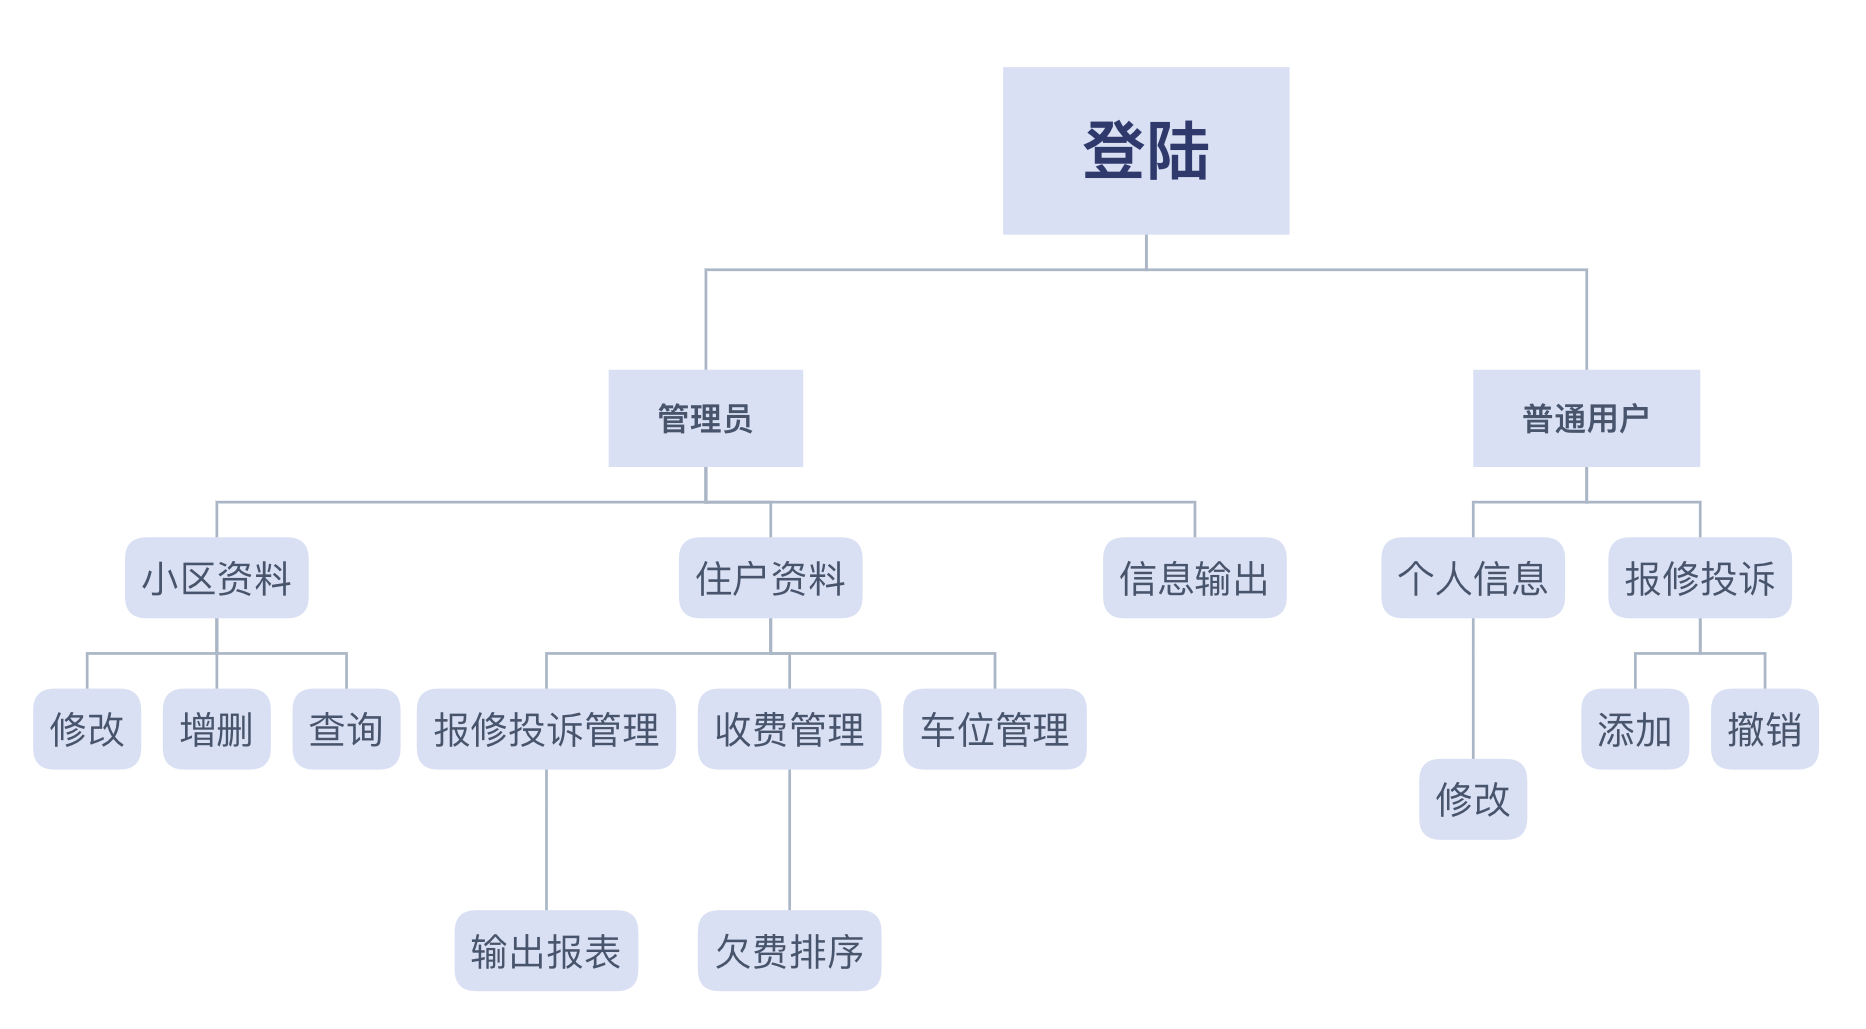 登陆
管理员
普通用户
小区资料
住户资料
信息输出
个人信息
报修投诉
修改
增删
查询
报修投诉管理
收费管理
车位管理
添加
撤销
修改
输出报表
欠费排序